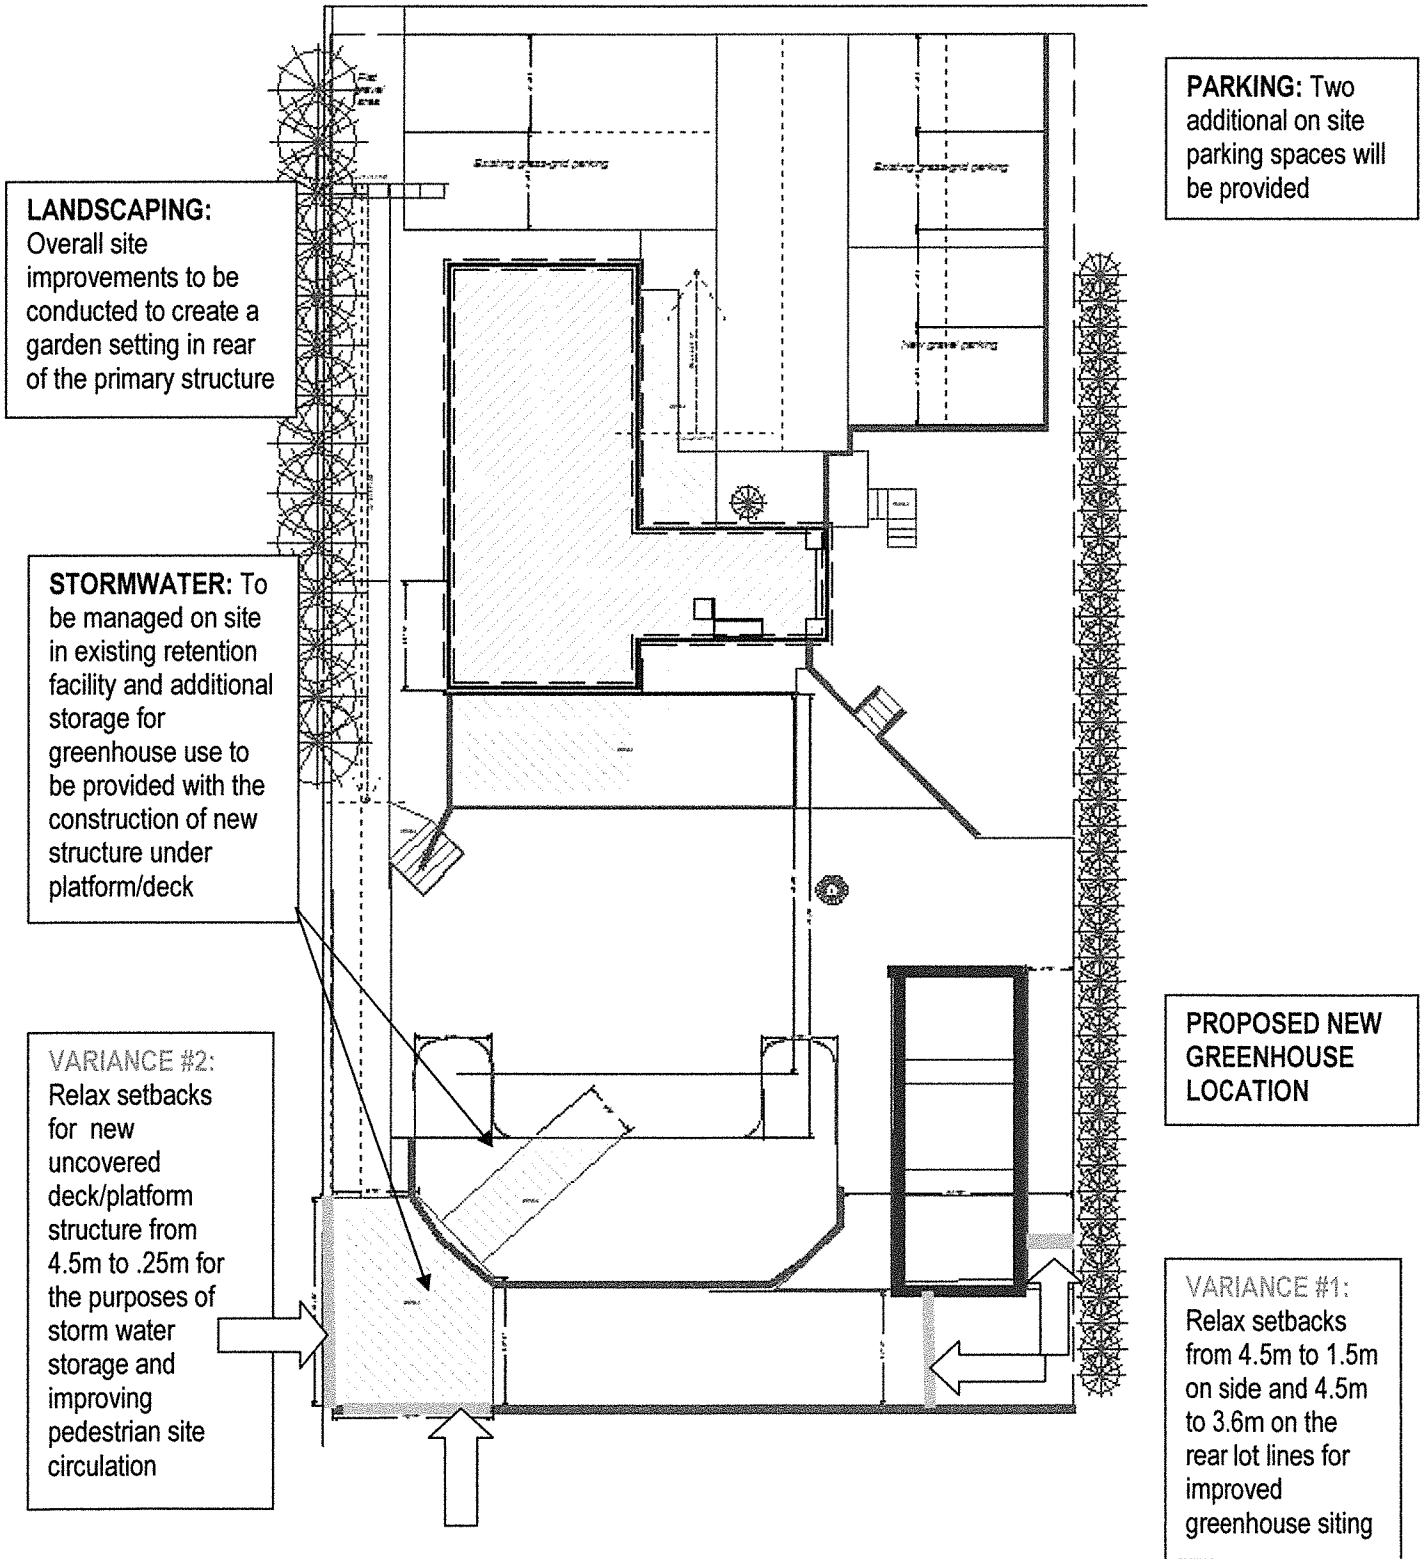 PARKING: Two
additional on site
parking spaces will
be provided
Flat
gravel
area
Existing grass-grid parking
Existing grass-grid parking
LANDSCAPING:
Overall site
improvements to be
conducted to create a
garden setting in rear
of the primary structure
New gravel parking
STORMWATER: To
be managed on site
in existing retention
facility and additional
storage for
greenhouse use to
be provided with the
construction of new
structure under
platform/deck
PROPOSED NEW
GREENHOUSE
LOCATION
VARIANCE #2:
Relax setbacks
for new
uncovered
deck/platform
structure from
4.5m to .25m for
the purposes of
storm water
storage and
improving
pedestrian site
circulation
VARIANCE #1:
Relax setbacks
from 4.5m to 1.5m
on side and 4.5m
to 3.6m on the
rear lot lines for
improved
greenhouse siting